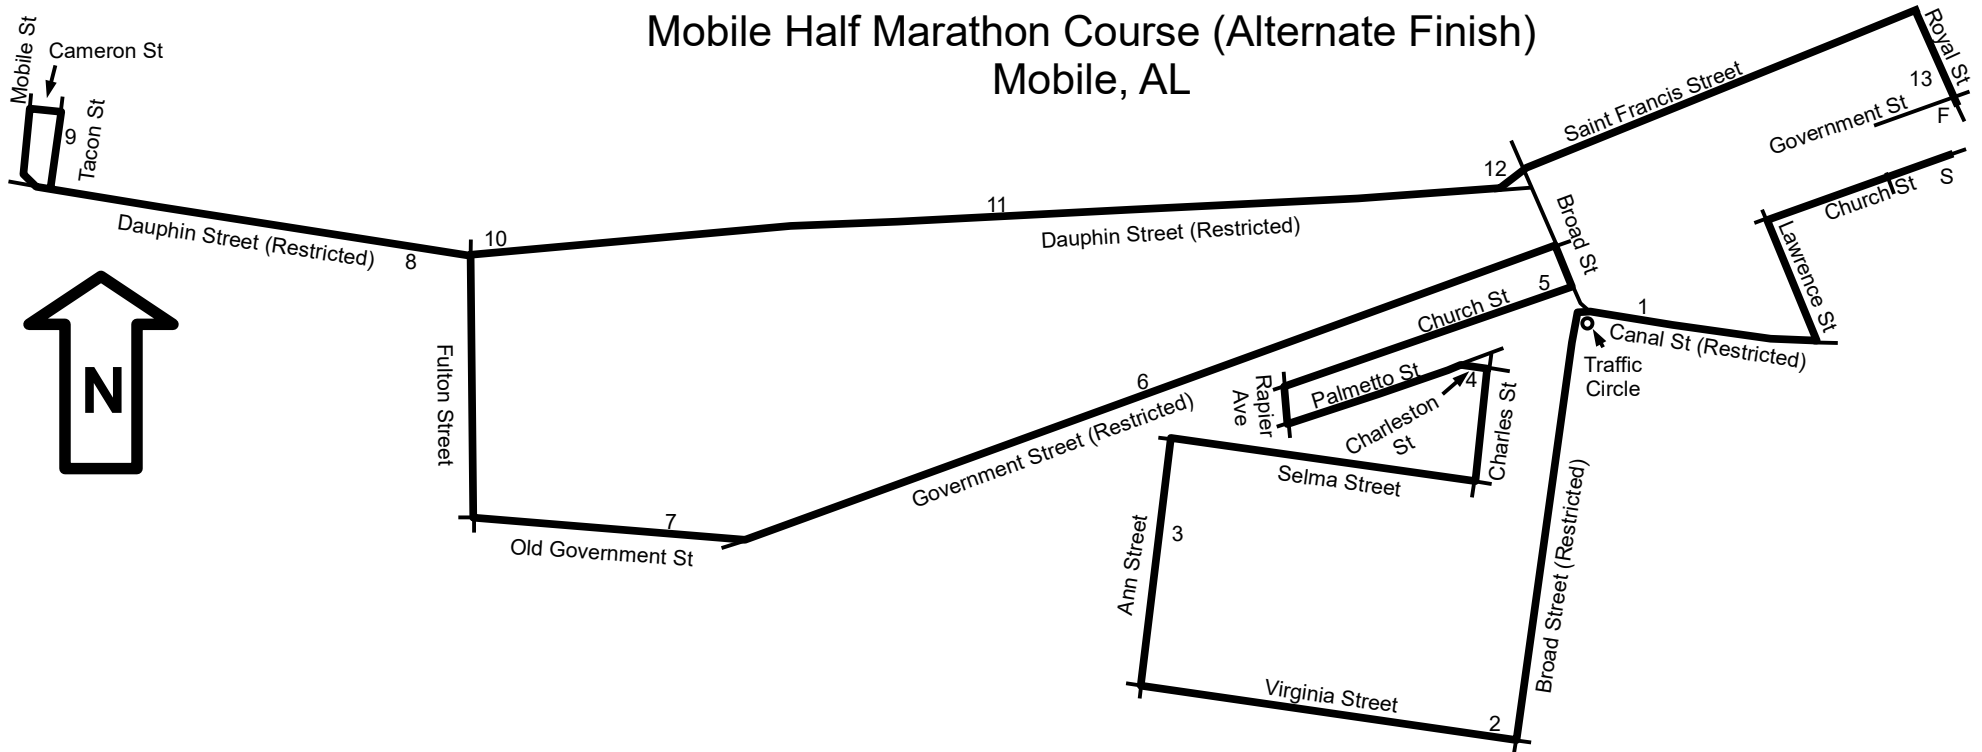 Mobile Half Marathon Course (Alternate Finish)
Mobile, AL
Mobile St
Cameron St
Tacon St
9
Dauphin Street (Restricted)
8
10
11
Dauphin Street (Restricted)
12
Saint Francis Street
Royal St
13
Government St
F
Church St
S
Lawrence St
Broad St
1
Canal St (Restricted)
Traffic
Circle
5
Church St
Rapier
Ave
Palmetto St
4
Charleston
St
Charles St
Selma Street
6
Government Street (Restricted)
Fulton Street
7
Old Government St
Ann Street
3
Virginia Street
2
Broad Street (Restricted)
N